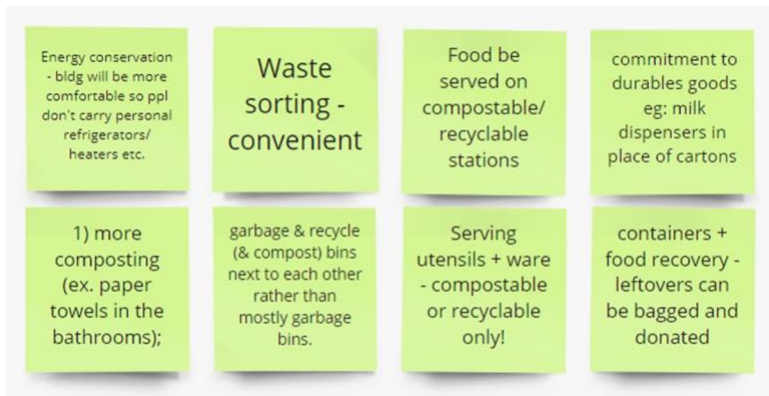 Energy conservation
- bldg will be more
comfortable so ppl
don't carry personal
refrigerators/
heaters etc.
Waste
sorting -
convenient
Food be
served on
compostable/
recyclable
stations
commitment to
durables goods
eg: milk
dispensers in
place of cartons
1) more
composting
(ex. paper
towels in the
bathrooms);
garbage & recycle
(& compost) bins
next to each other
rather than
mostly garbage
bins.
Serving
utensils + ware
- compostable
or recyclable
only!
containers +
food recovery -
leftovers can
be bagged and
donated